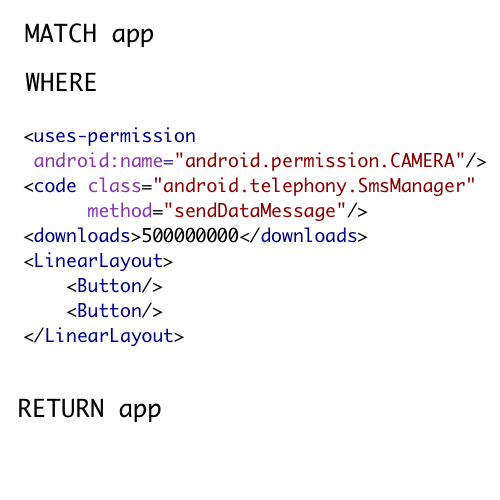 MATCH app
WHERE
<uses-permission
android:name="android.permission.CAMERA"/>
<code class="android.telephony.SmsManager"
method="sendDataMessage"/>
<downloads>500000000</downloads>
<LinearLayout>
<Button/>
<Button/>
</LinearLayout>
RETURN app